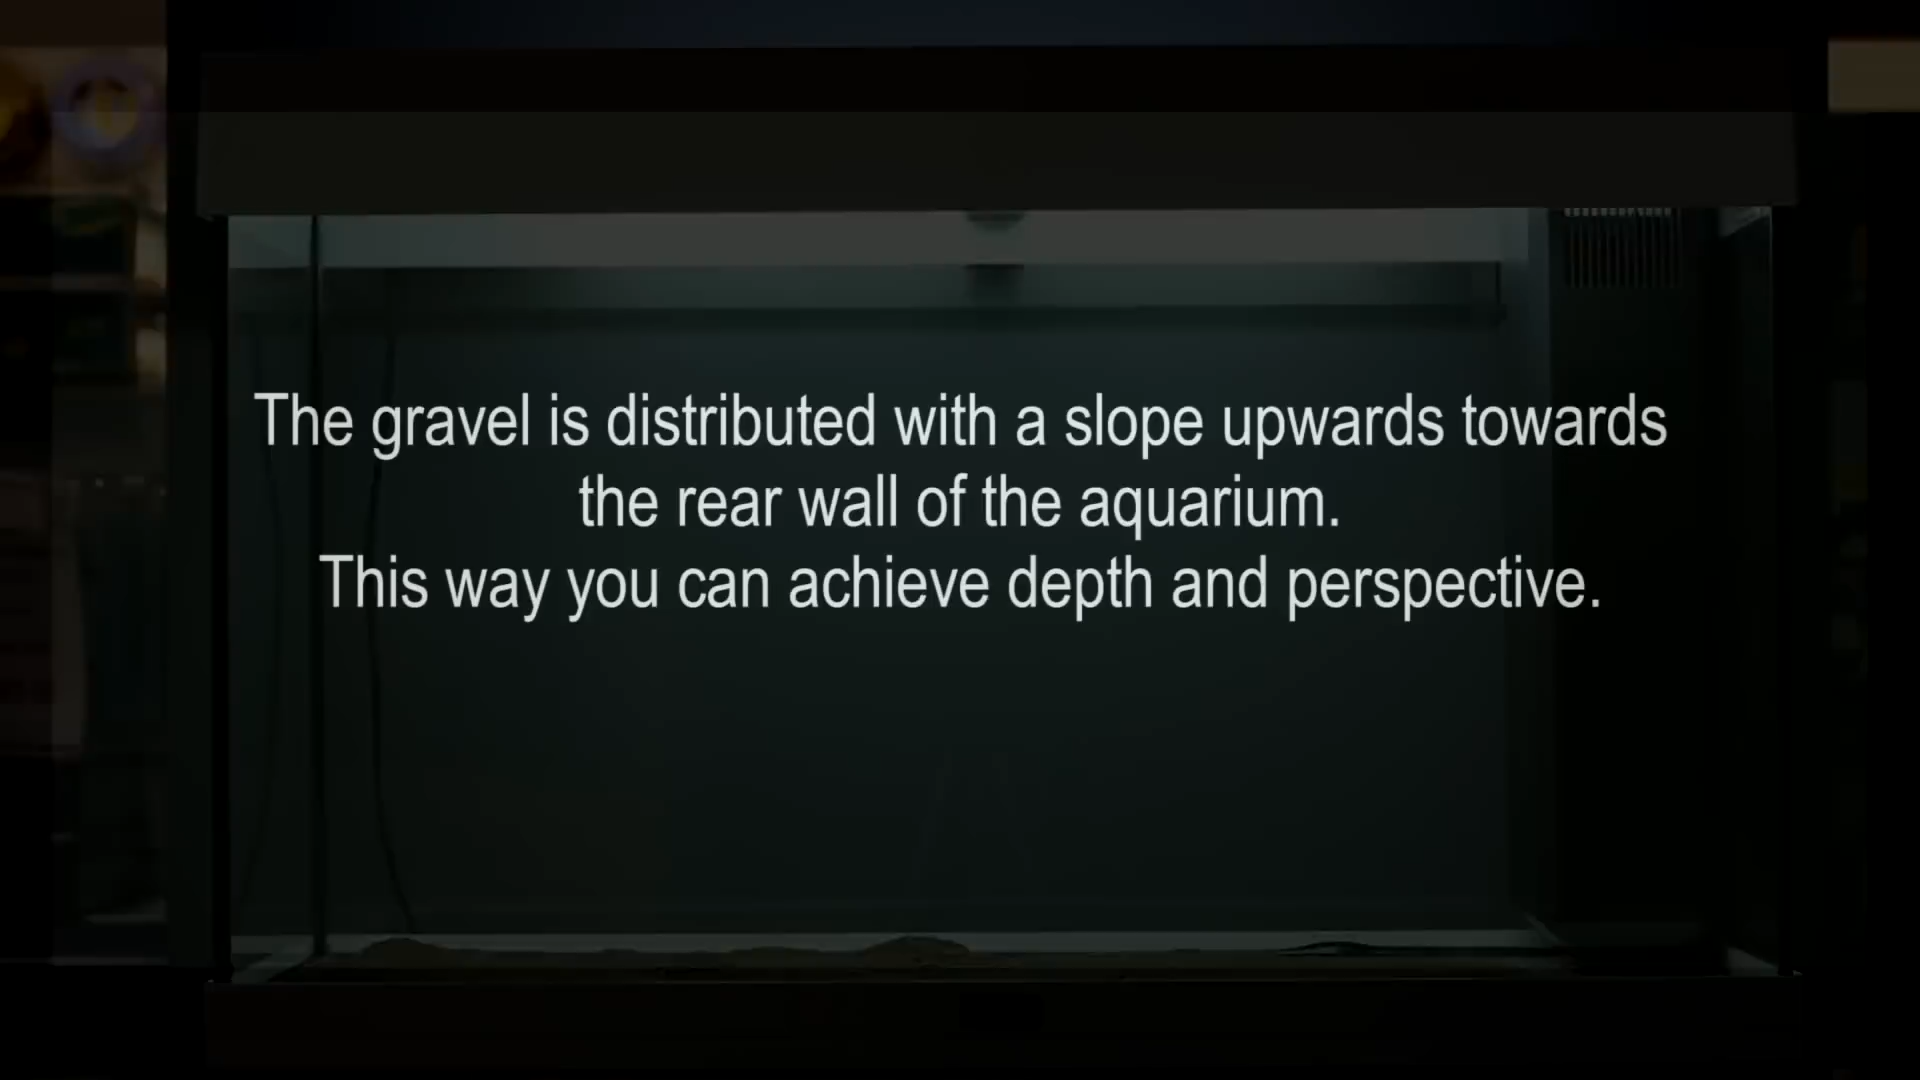 The gravel is distributed with a slope upwards towards
the rear wall of the aquarium.
This way you can achieve depth and perspective.